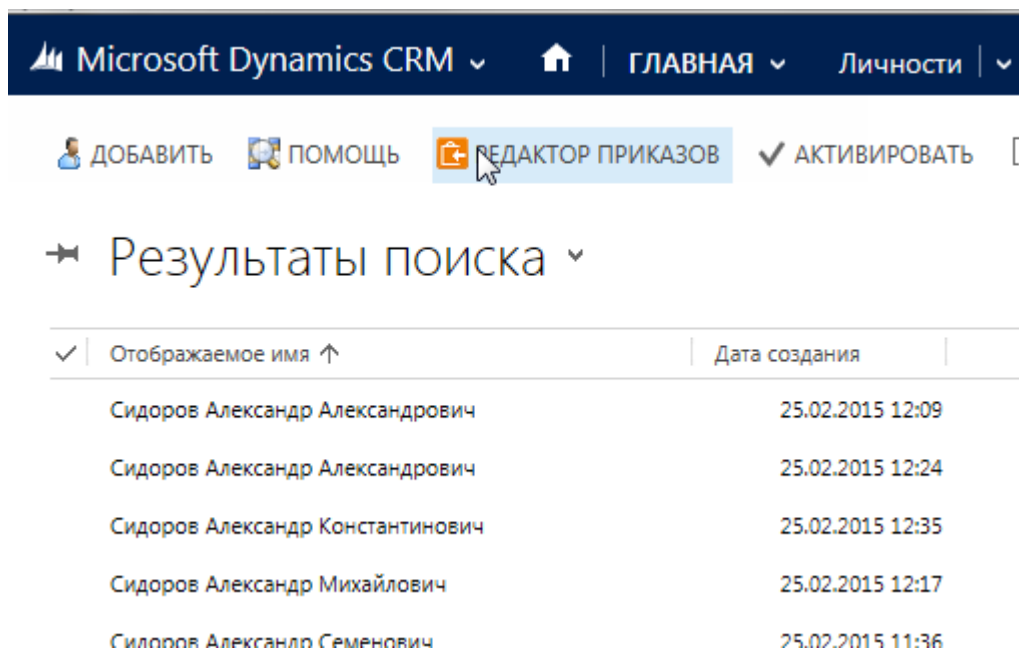 Microsoft Dynamics CRM ГЛАВНАЯ Личности
ДОБАВИТЬ ПОМОЩЬ РЕДАКТОР ПРИКАЗОВ АКТИВИРОВАТЬ
Результаты поиска
Отображаемое имя Дата создания
Сидоров Александр Александрович 25.02.2015 12:09
Сидоров Александр Александрович 25.02.2015 12:24
Сидоров Александр Константинович 25.02.2015 12:35
Сидоров Александр Михайлович 25.02.2015 12:17
Сидоров Александр Семенович 25.02.2015 11:36